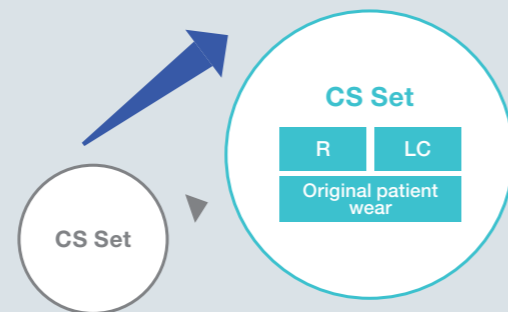 CS Set
R
LC
Original patient
wear
CS Set